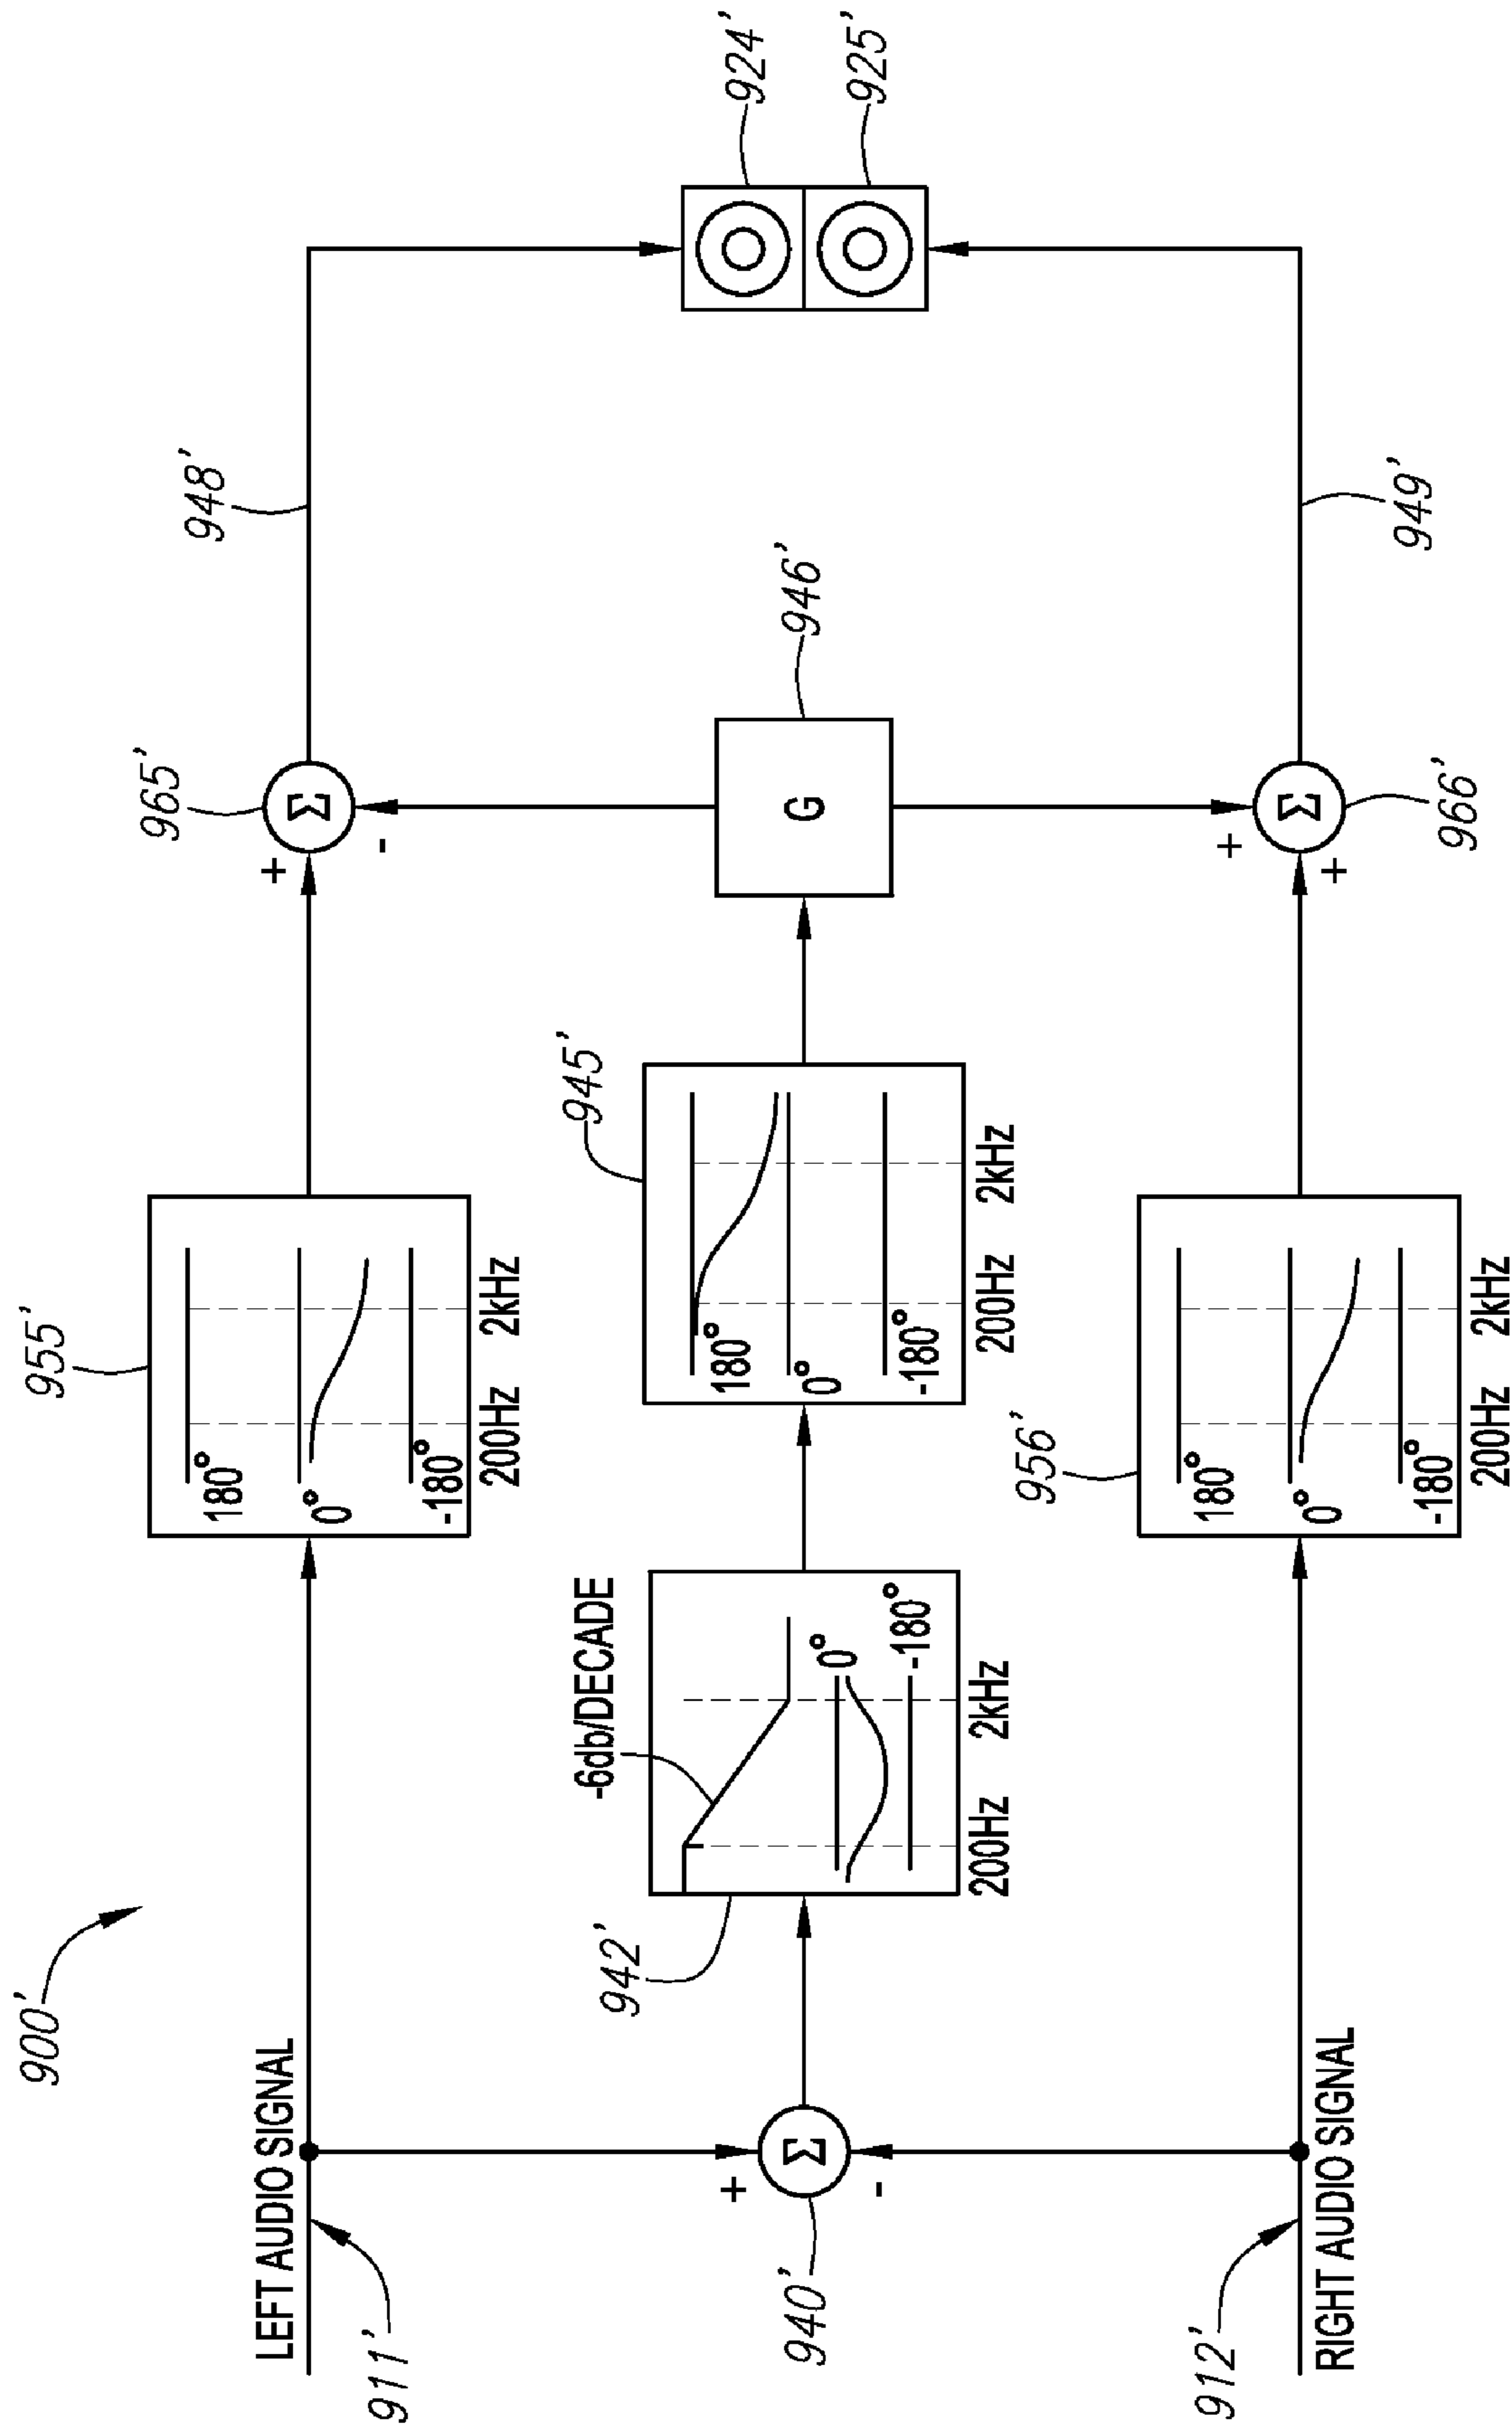 900'
LEFT AUDIO SIGNAL
911'
955'
180°
0°
-180°
200Hz 2kHz
965'
+
-
Σ
948'
940'
+
-
Σ
942'
-6db/DECADE
0°
-180°
200Hz 2kHz
945'
180°
0°
-180°
200Hz 2kHz
G
946'
924'
925'
912'
RIGHT AUDIO SIGNAL
956'
180°
0°
-180°
200Hz 2kHz
+
+
Σ
966'
949'